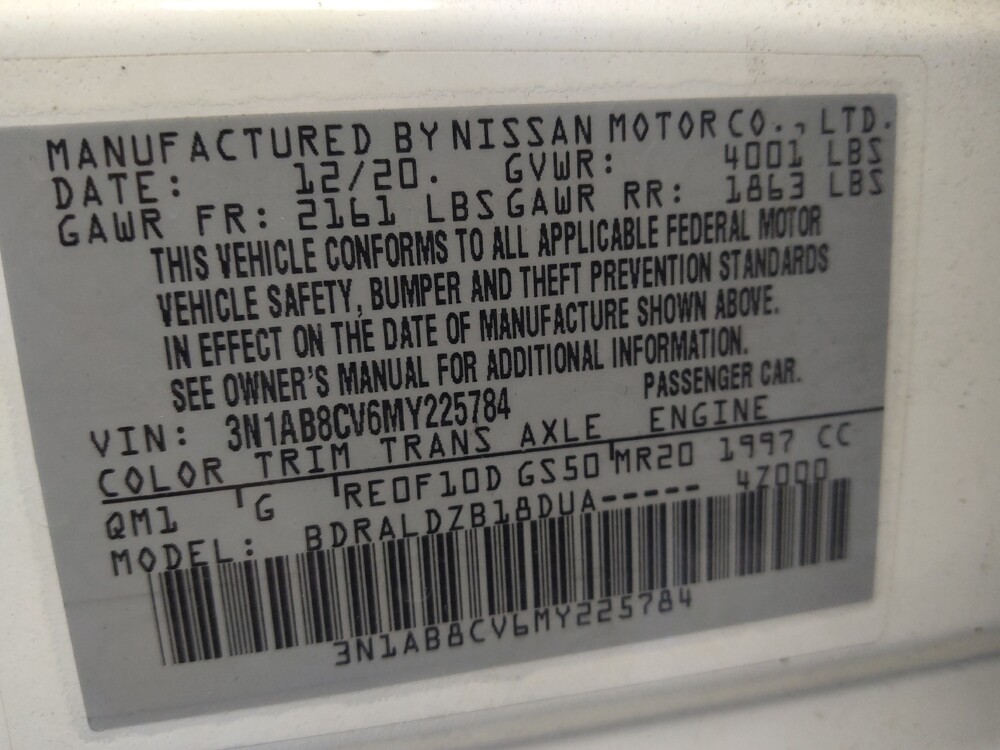 MANUFACTURED BY NISSAN MOTOR CO., LTD.
DATE: 12/20. GVWR: 4001 LBS
GAWR FR: 2161 LBS GAWR RR: 1863 LBS
THIS VEHICLE CONFORMS TO ALL APPLICABLE FEDERAL MOTOR
VEHICLE SAFETY, BUMPER AND THEFT PREVENTION STANDARDS
IN EFFECT ON THE DATE OF MANUFACTURE SHOWN ABOVE.
SEE OWNER'S MANUAL FOR ADDITIONAL INFORMATION.
VIN: 3N1AB8CV6MY225784 PASSENGER CAR.
COLOR TRIM TRANS AXLE ENGINE
QM1 G RE0F10D GS50 MR20 1997 CC
MODEL: BDRALDZB18DUA----- 4Z000
3N1AB8CV6MY225784